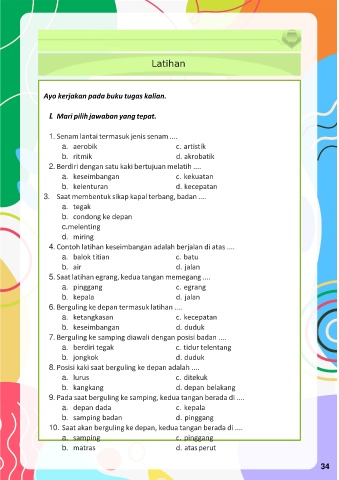 Latihan
Ayo kerjakan pada buku tugas kalian.
I. Mari pilih jawaban yang tepat.
1. Senam lantai termasuk jenis senam ....
a. aerobik c. artistik
b. ritmik d. akrobatik
2. Berdiri dengan satu kaki bertujuan melatih ....
a. keseimbangan c. kekuatan
b. kelenturan d. kecepatan
3. Saat membentuk sikap kapal terbang, badan ....
a. tegak
b. condong ke depan
c.melenting
d. miring
4. Contoh latihan keseimbangan adalah berjalan di atas ....
a. balok titian c. batu
b. air d. jalan
5. Saat latihan egrang, kedua tangan memegang ....
a. pinggang c. egrang
b. kepala d. jalan
6. Berguling ke depan termasuk latihan ....
a. ketangkasan c. kecepatan
b. keseimbangan d. duduk
7. Berguling ke samping diawali dengan posisi badan ....
a. berdiri tegak c. tidur telentang
b. jongkok d. duduk
8. Posisi kaki saat berguling ke depan adalah ....
a. lurus c. ditekuk
b. kangkang d. depan belakang
9. Pada saat berguling ke samping, kedua tangan berada di ....
a. depan dada c. kepala
b. samping badan d. pinggang
10. Saat akan berguling ke depan, kedua tangan berada di ....
a. samping c. pinggang
b. matras d. atas perut
34